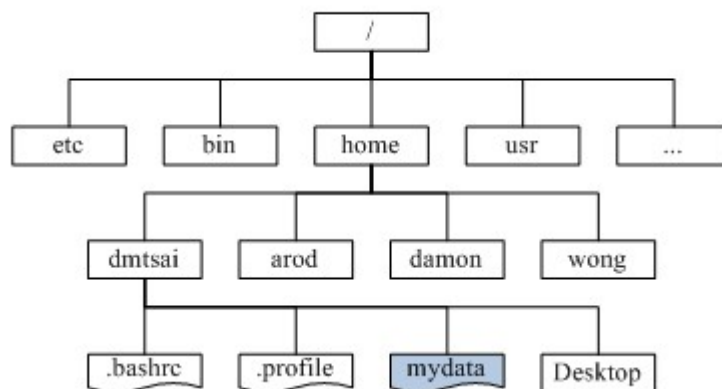 /
etc bin home usr ...
dmtsai arod damon wong
.bashrc .profile mydata Desktop